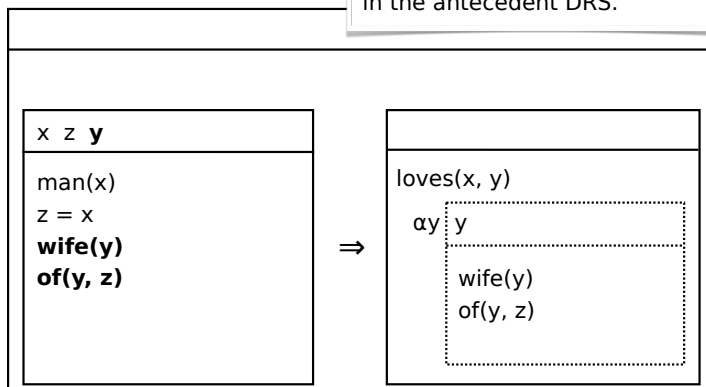 in the antecedent DRS.
x z y
man(x)
z = x
wife(y)
of(y, z)
⇒
loves(x, y)
αy y
wife(y)
of(y, z)